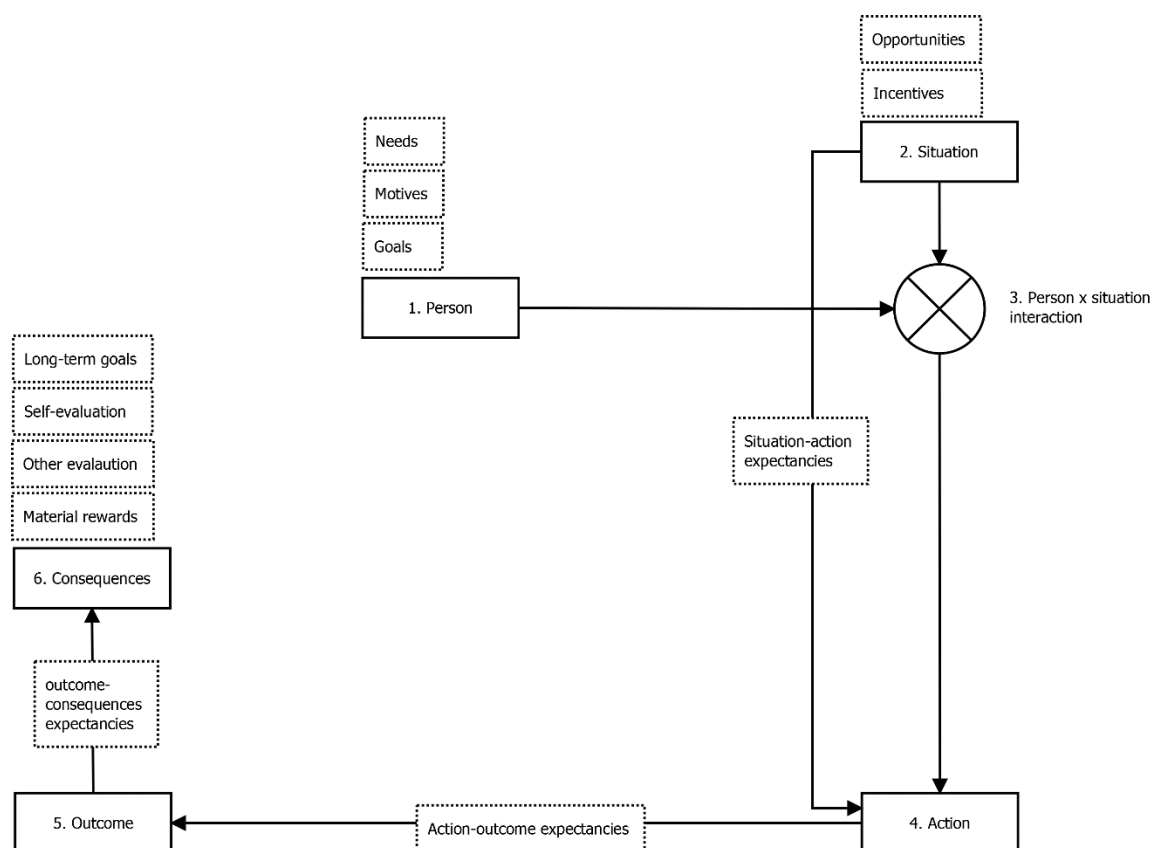 Opportunities
Incentives
2. Situation
Needs
Motives
Goals
1. Person
3. Person x situation
interaction
Long-term goals
Self-evaluation
Other evalaution
Material rewards
6. Consequences
Situation-action
expectancies
outcome-
consequences
expectancies
5. Outcome
Action-outcome expectancies
4. Action